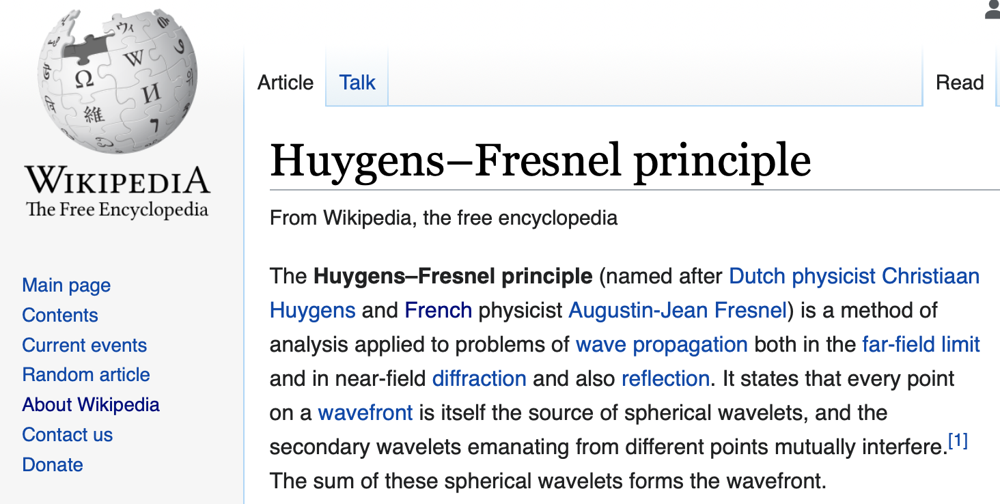 Ω
W
И
維
ウィ
7
WIKIPEDIA
The Free Encyclopedia
Main page
Contents
Current events
Random article
About Wikipedia
Contact us
Donate
Article
Talk
Read
Huygens–Fresnel principle
From Wikipedia, the free encyclopedia
The Huygens–Fresnel principle (named after Dutch physicist Christiaan
Huygens and French physicist Augustin-Jean Fresnel) is a method of
analysis applied to problems of wave propagation both in the far-field limit
and in near-field diffraction and also reflection. It states that every point
on a wavefront is itself the source of spherical wavelets, and the
secondary wavelets emanating from different points mutually interfere.[1]
The sum of these spherical wavelets forms the wavefront.